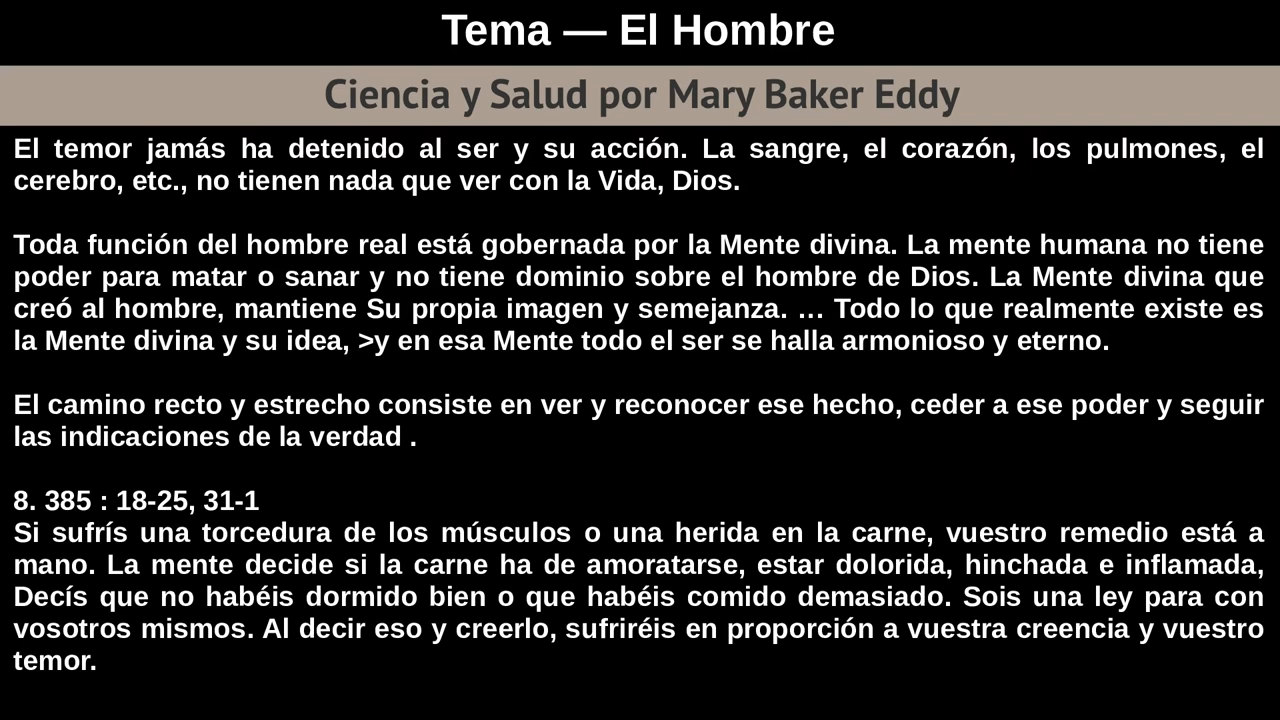 Tema — El Hombre
Ciencia y Salud por Mary Baker Eddy
El temor jamás ha detenido al ser y su acción. La sangre, el corazón, los pulmones, el
cerebro, etc., no tienen nada que ver con la Vida, Dios.
Toda función del hombre real está gobernada por la Mente divina. La mente humana no tiene
poder para matar o sanar y no tiene dominio sobre el hombre de Dios. La Mente divina que
creó al hombre, mantiene Su propia imagen y semejanza. … Todo lo que realmente existe es
la Mente divina y su idea, >y en esa Mente todo el ser se halla armonioso y eterno.
El camino recto y estrecho consiste en ver y reconocer ese hecho, ceder a ese poder y seguir
las indicaciones de la verdad .
8. 385 : 18-25, 31-1
Si sufrís una torcedura de los músculos o una herida en la carne, vuestro remedio está a
mano. La mente decide si la carne ha de amoratarse, estar dolorida, hinchada e inflamada,
Decís que no habéis dormido bien o que habéis comido demasiado. Sois una ley para con
vosotros mismos. Al decir eso y creerlo, sufriréis en proporción a vuestra creencia y vuestro
temor.